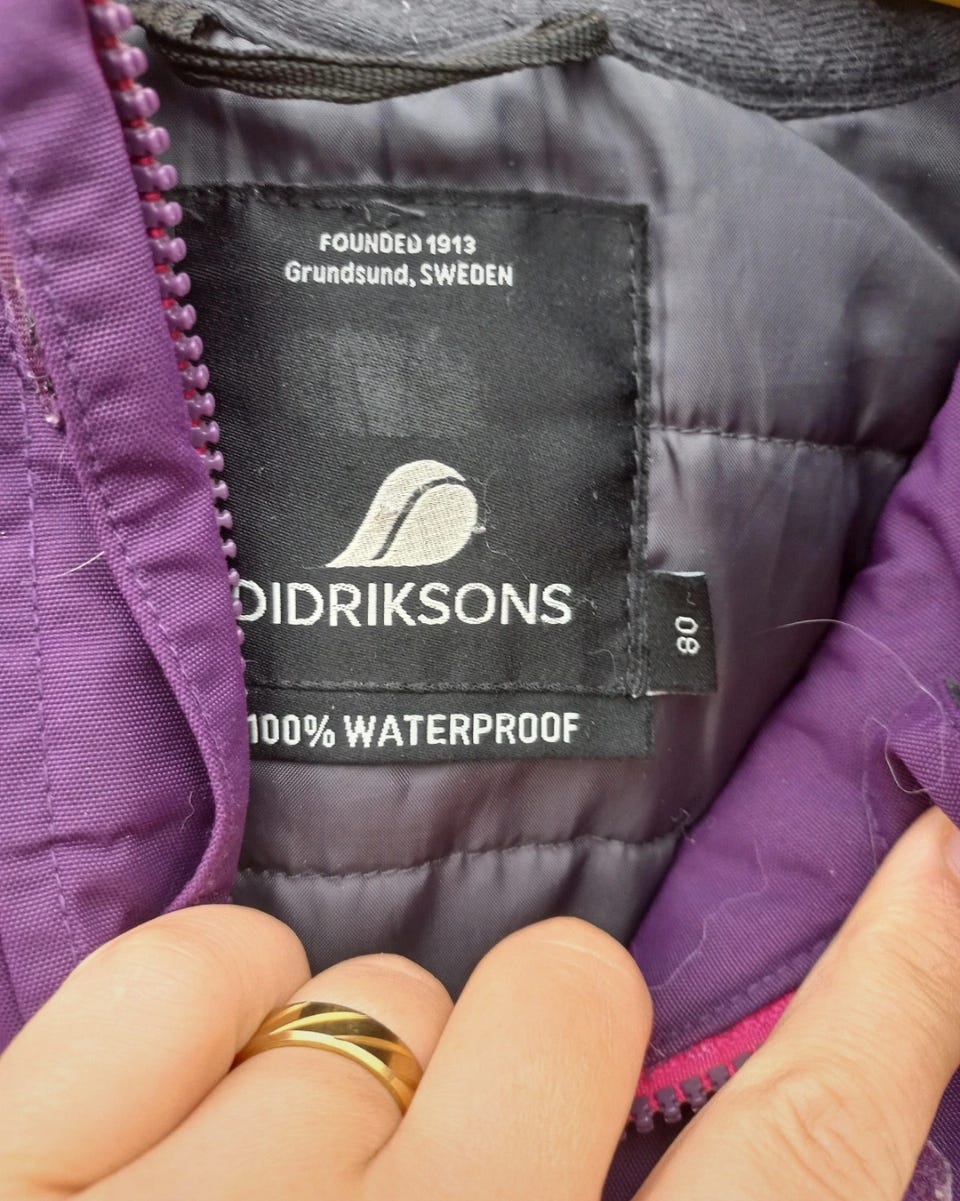 FOUNDED 1913
Grundsund, SWEDEN
DIDRIKSONS
80
100% WATERPROOF